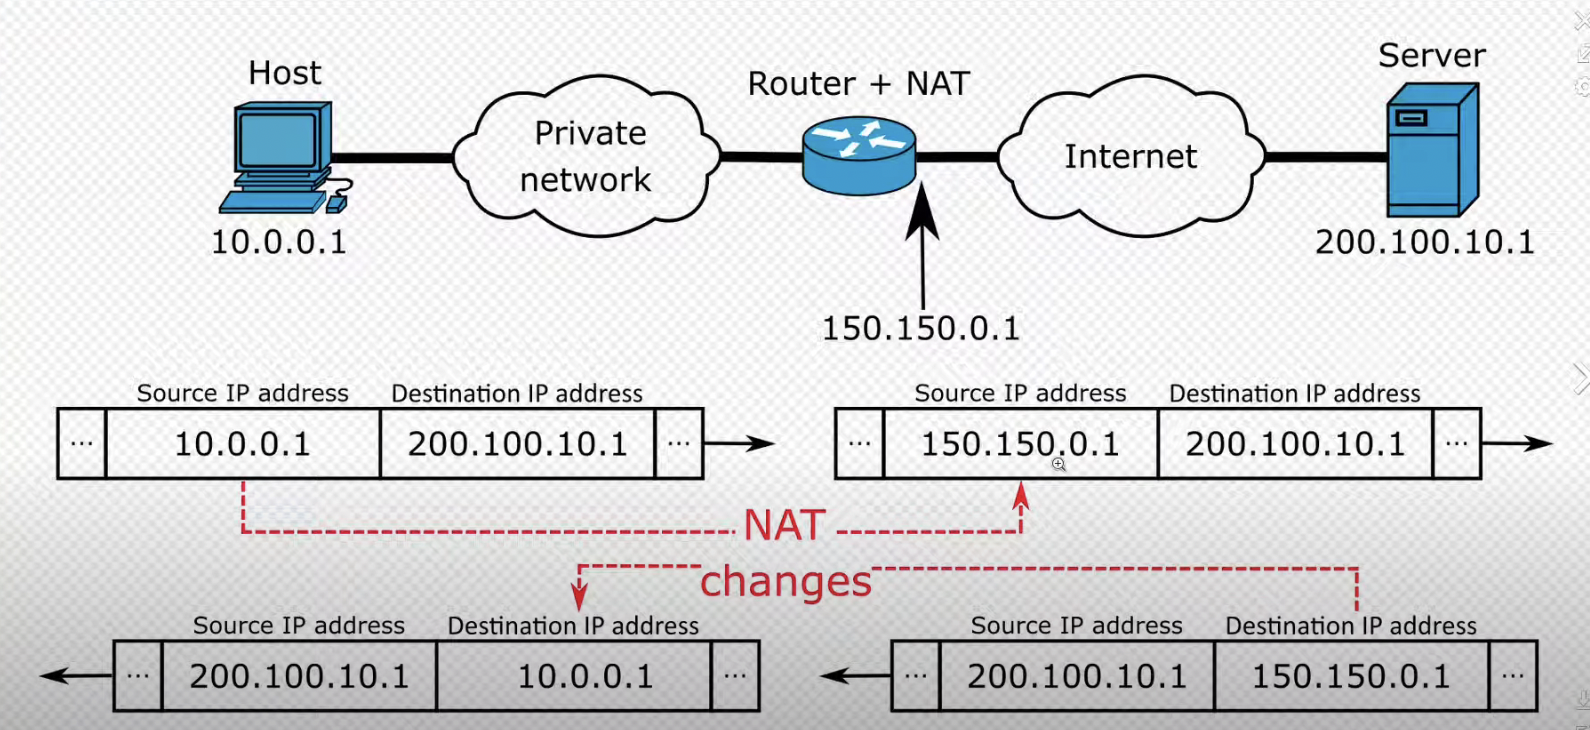 Host
Router + NAT
Server
Private
network
Internet
10.0.0.1
200.100.10.1
150.150.0.1
Source IP address Destination IP address
... 10.0.0.1 200.100.10.1 ...
Source IP address Destination IP address
... 150.150.0.1 200.100.10.1 ...
NAT
changes
Source IP address Destination IP address
... 200.100.10.1 10.0.0.1 ...
Source IP address Destination IP address
... 200.100.10.1 150.150.0.1 ...